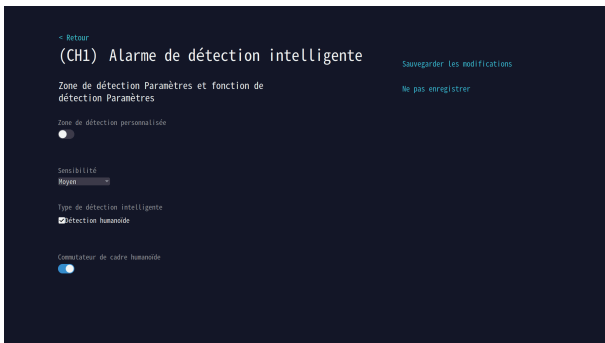 < Retour
(CH1) Alarme de détection intelligente
Sauvegarder les modifications
Zone de détection Paramètres et fonction de
détection Paramètres
Ne pas enregistrer
Zone de détection personnalisée
Sensibilité
Moyen
Type de détection intelligente
Détection humanoïde
Commutateur de cadre humanoïde